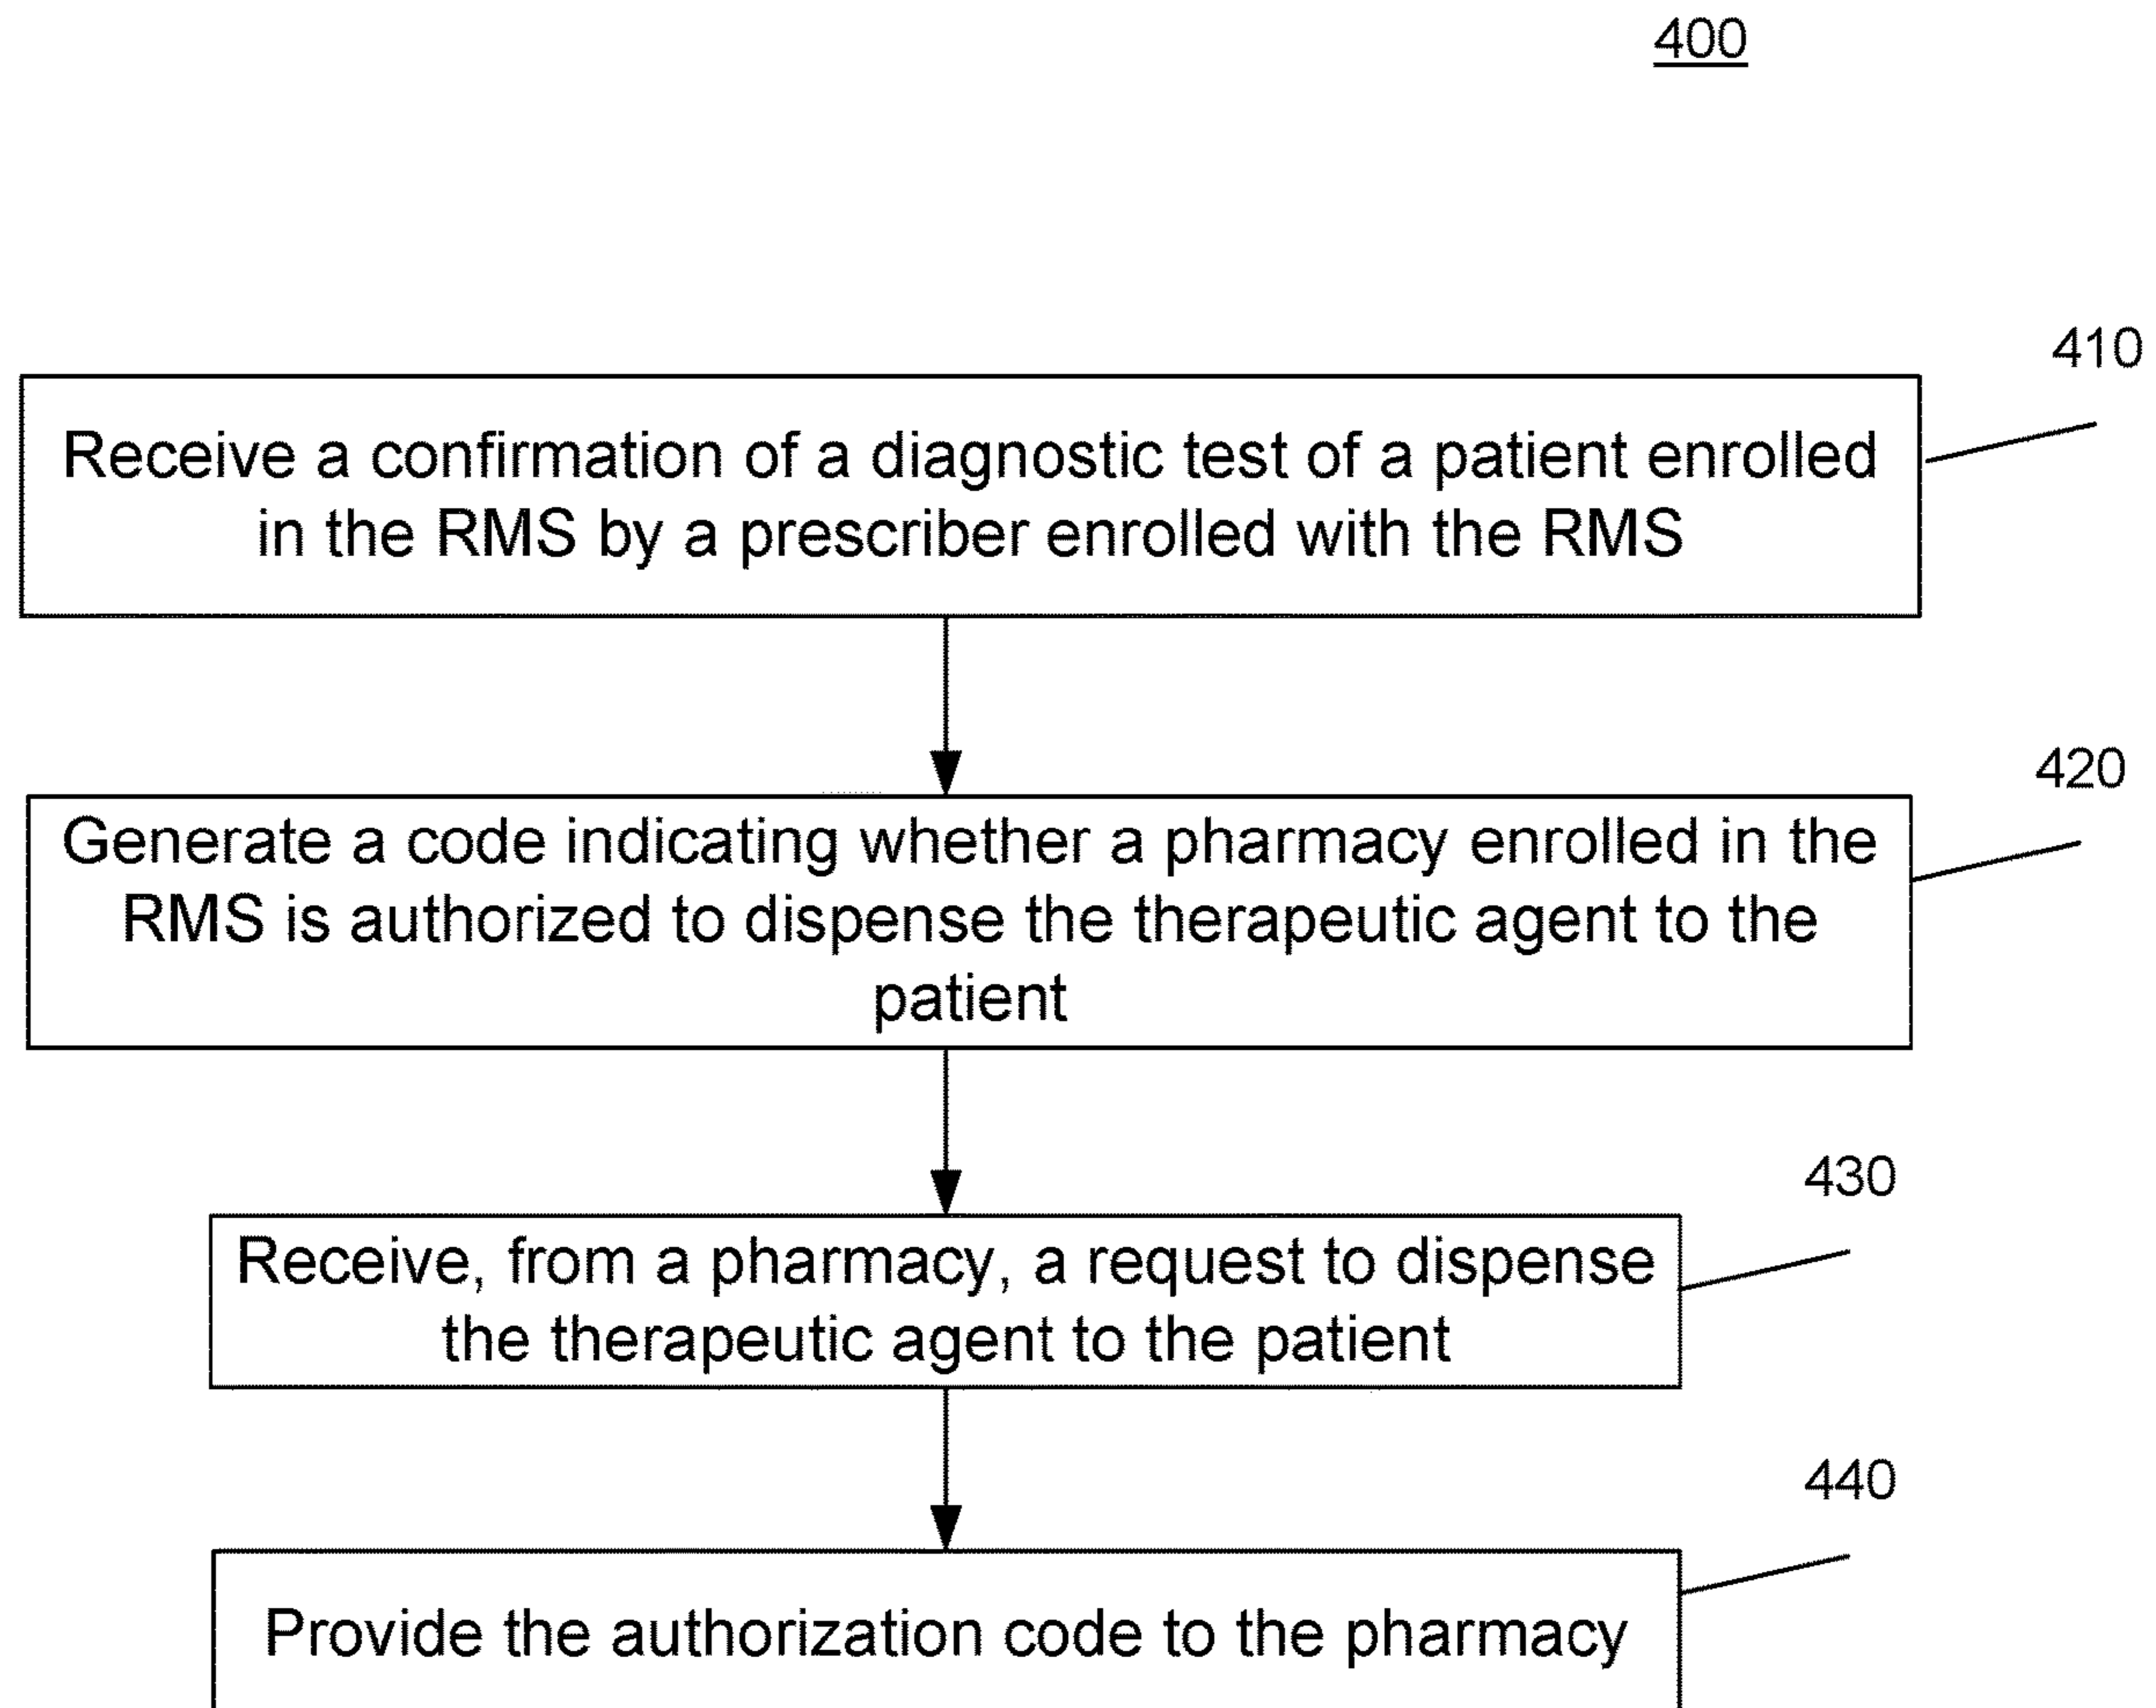 400
410
Receive a confirmation of a diagnostic test of a patient enrolled
in the RMS by a prescriber enrolled with the RMS
420
Generate a code indicating whether a pharmacy enrolled in the
RMS is authorized to dispense the therapeutic agent to the
patient
430
Receive, from a pharmacy, a request to dispense
the therapeutic agent to the patient
440
Provide the authorization code to the pharmacy